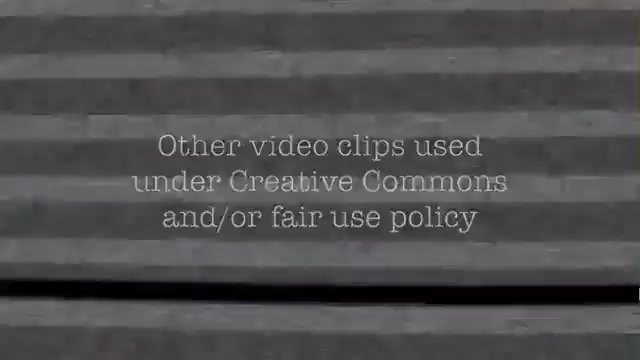 Other video clips used
under Creative Commons
and/or fair use policy